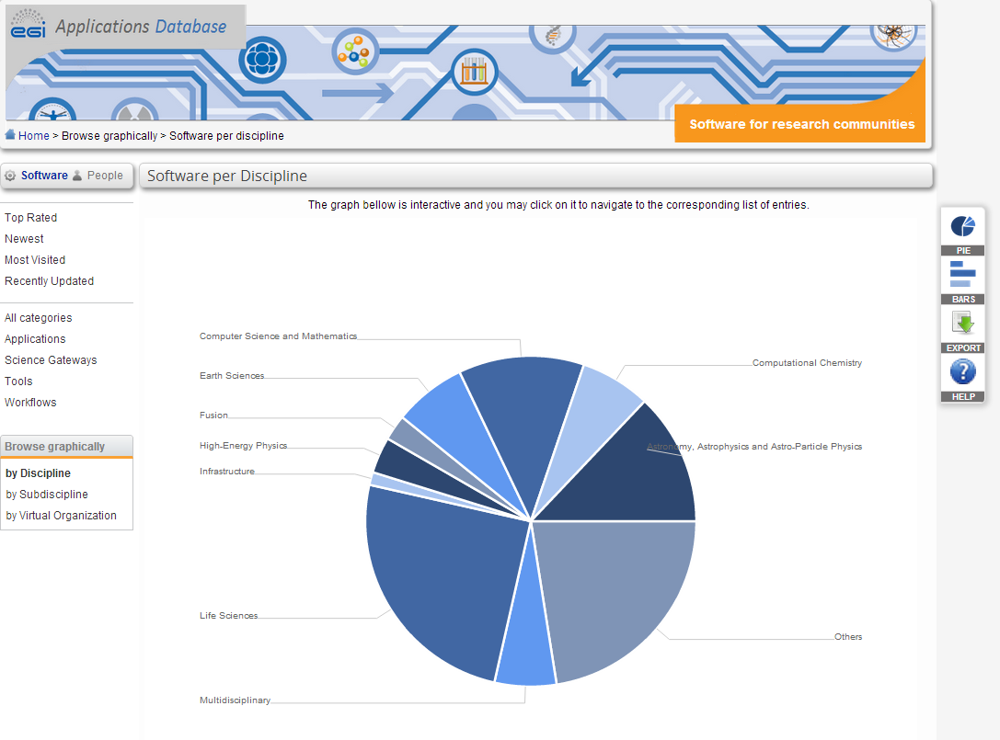 egi Applications Database
Software for research communities
Home > Browse graphically > Software per discipline
Software People
Software per Discipline
The graph bellow is interactive and you may click on it to navigate to the corresponding list of entries.
Top Rated
Newest
Most Visited
Recently Updated
All categories
Applications
Science Gateways
Tools
Workflows
Browse graphically
by Discipline
by Subdiscipline
by Virtual Organization
Computer Science and Mathematics
Computational Chemistry
Earth Sciences
Fusion
High-Energy Physics
Astronomy, Astrophysics and Astro-Particle Physics
Infrastructure
Life Sciences
Others
Multidisciplinary
PIE
BARS
EXPORT
?
HELP